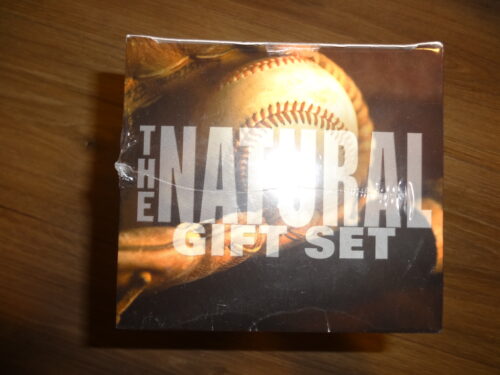 THE NATURAL
GIFT SET